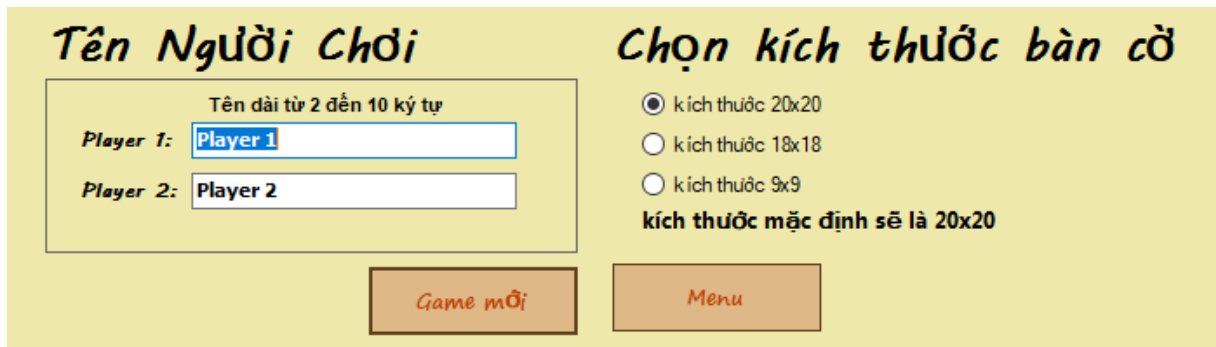 Tên Người Chơi
Tên dài từ 2 đến 10 ký tự
Player 1: Player 1
Player 2: Player 2
Game mới
Chọn kích thước bàn cờ
kích thước 20x20
kích thước 18x18
kích thước 9x9
kích thước mặc định sẽ là 20x20
Menu